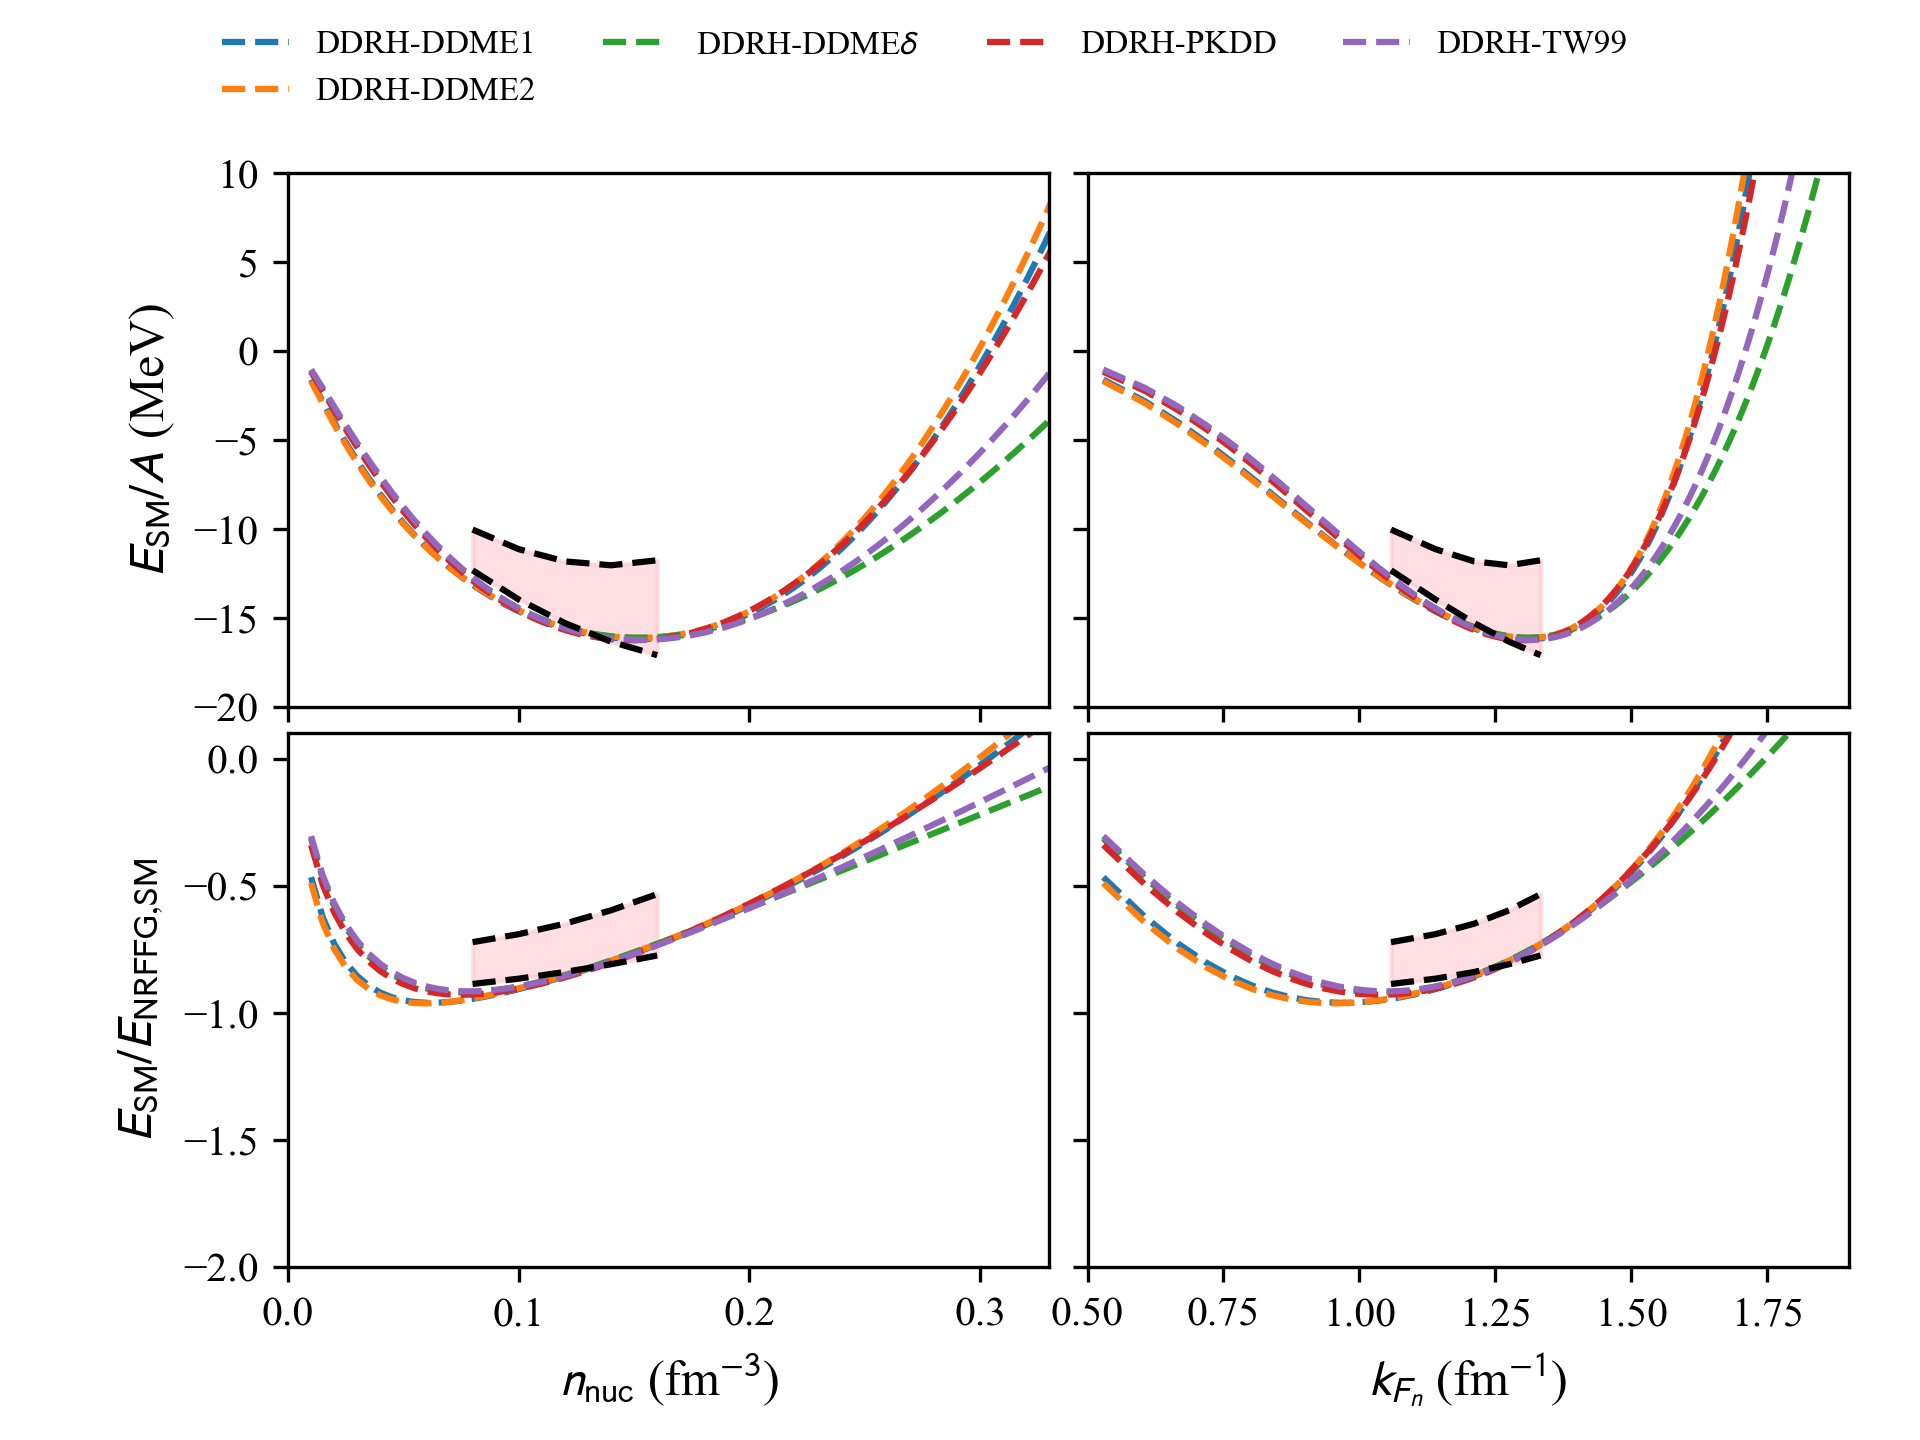 DDRH-DDME1 DDRH-DDMEδ DDRH-PKDD DDRH-TW99
DDRH-DDME2
10
5
0
−5
−10
−15
−20
E_SM/A (MeV)
0.0
−0.5
−1.0
−1.5
−2.0
E_SM/E_NRFFG,SM
0.0 0.1 0.2 0.3 0.50 0.75 1.00 1.25 1.50 1.75
n_nuc (fm⁻³) k_{F_n} (fm⁻¹)